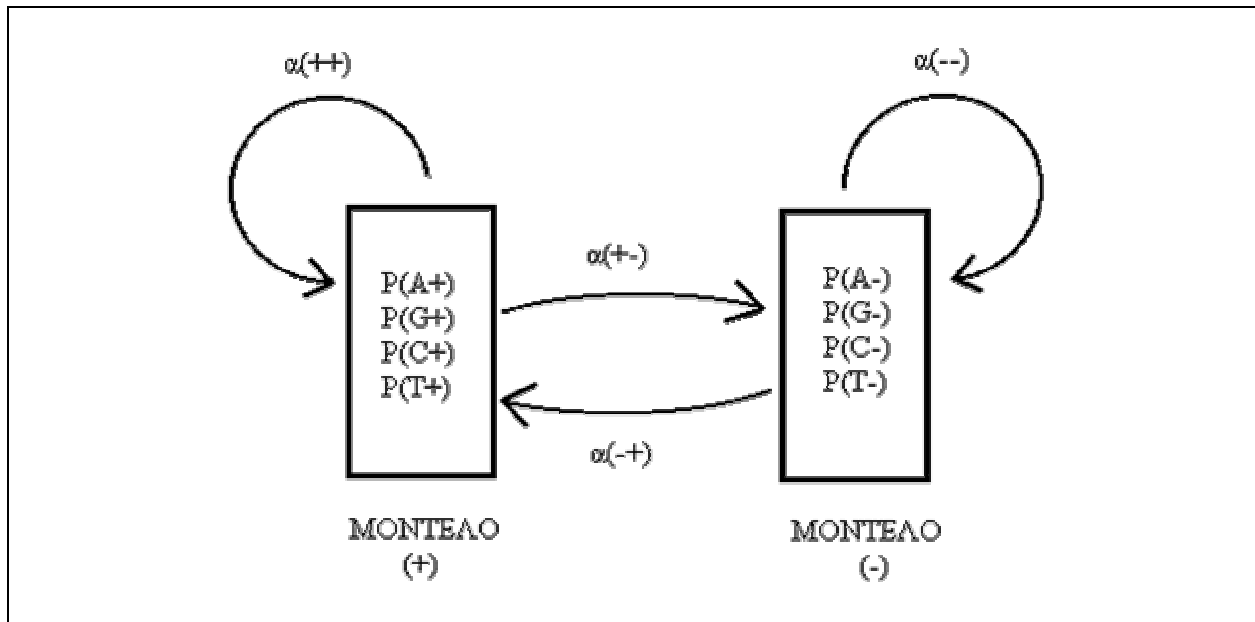 α(++)
α(--)
P(A+)
P(G+)
P(C+)
P(T+)
α(+-)
α(-+)
P(A-)
P(G-)
P(C-)
P(T-)
ΜΟΝΤΕΛΟ
(+)
ΜΟΝΤΕΛΟ
(-)